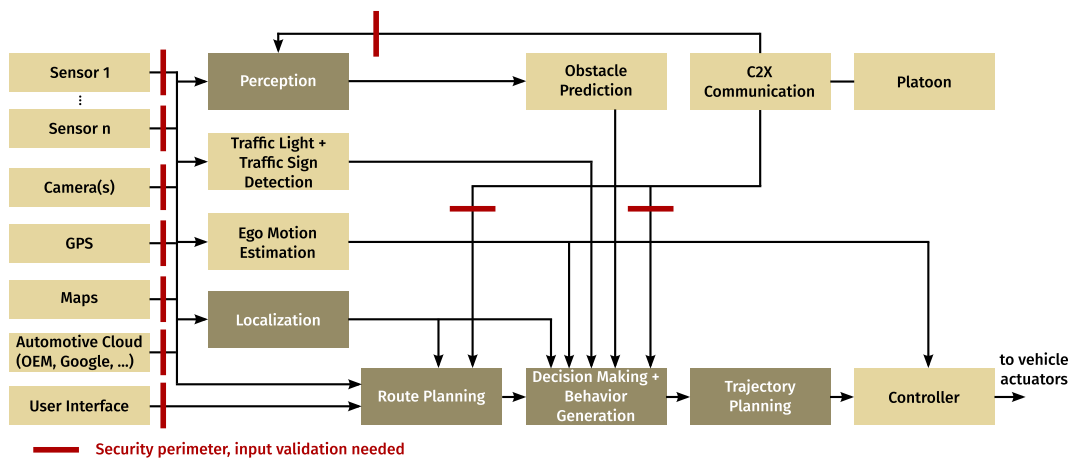 Sensor 1
...
Sensor n
Camera(s)
GPS
Maps
Automotive Cloud
(OEM, Google, ...)
User Interface
Perception
Traffic Light +
Traffic Sign
Detection
Ego Motion
Estimation
Localization
Route Planning
Obstacle
Prediction
C2X
Communication
Platoon
Decision Making +
Behavior
Generation
Trajectory
Planning
Controller
to vehicle
actuators
Security perimeter, input validation needed